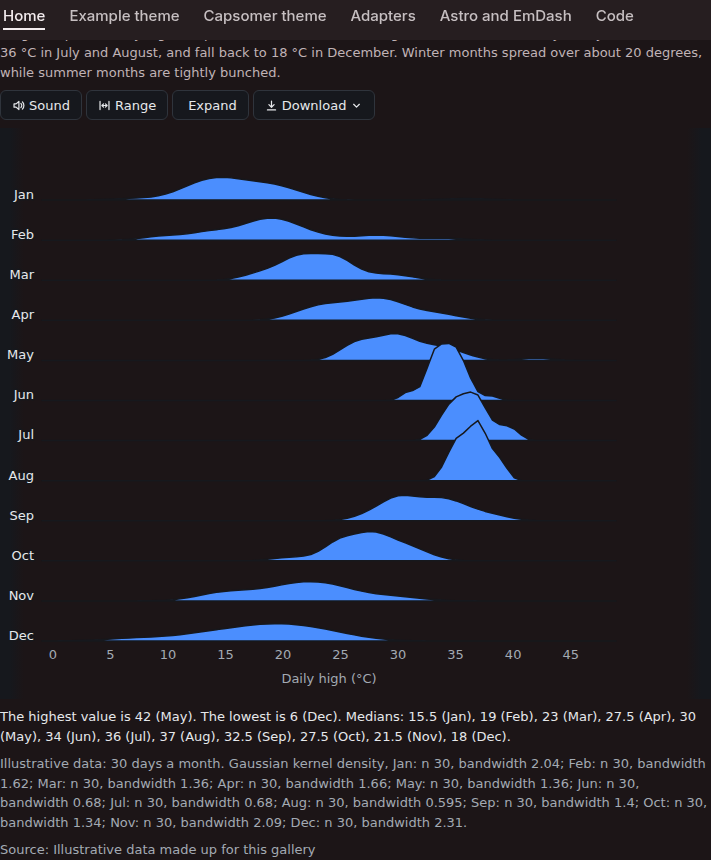 Home Example theme Capsomer theme Adapters Astro and EmDash Code
36 °C in July and August, and fall back to 18 °C in December. Winter months spread over about 20 degrees,
while summer months are tightly bunched.
Sound Range Expand Download
Jan
Feb
Mar
Apr
May
Jun
Jul
Aug
Sep
Oct
Nov
Dec
0 5 10 15 20 25 30 35 40 45
Daily high (°C)
The highest value is 42 (May). The lowest is 6 (Dec). Medians: 15.5 (Jan), 19 (Feb), 23 (Mar), 27.5 (Apr), 30
(May), 34 (Jun), 36 (Jul), 37 (Aug), 32.5 (Sep), 27.5 (Oct), 21.5 (Nov), 18 (Dec).
Illustrative data: 30 days a month. Gaussian kernel density, Jan: n 30, bandwidth 2.04; Feb: n 30, bandwidth
1.62; Mar: n 30, bandwidth 1.36; Apr: n 30, bandwidth 1.66; May: n 30, bandwidth 1.36; Jun: n 30,
bandwidth 0.68; Jul: n 30, bandwidth 0.68; Aug: n 30, bandwidth 0.595; Sep: n 30, bandwidth 1.4; Oct: n 30,
bandwidth 1.34; Nov: n 30, bandwidth 2.09; Dec: n 30, bandwidth 2.31.
Source: Illustrative data made up for this gallery